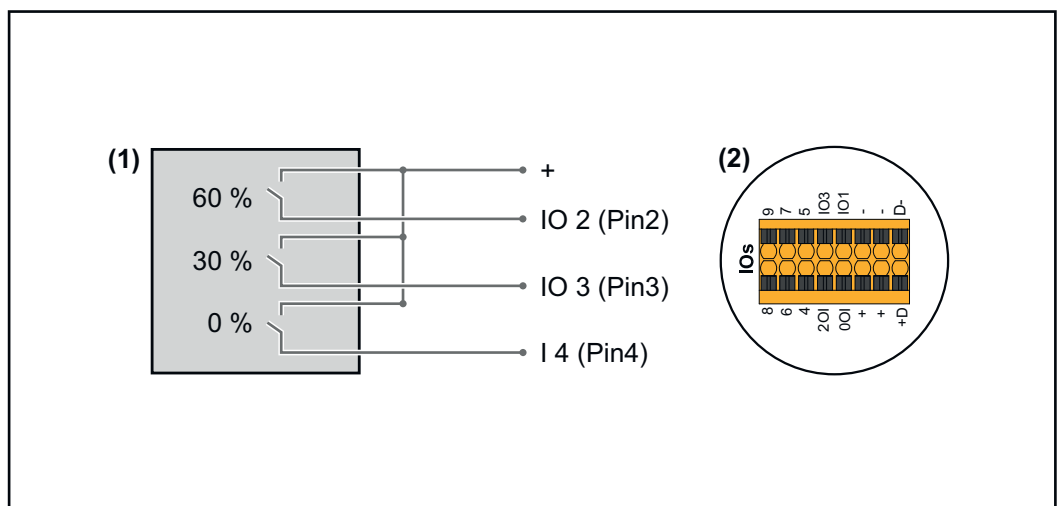 (1)
60 %
30 %
0 %
+
IO 2 (Pin2)
IO 3 (Pin3)
I 4 (Pin4)
(2)
IOs
9 7 5 IO3 IO1 - - D-
8 6 4 2OI 0OI + + +D